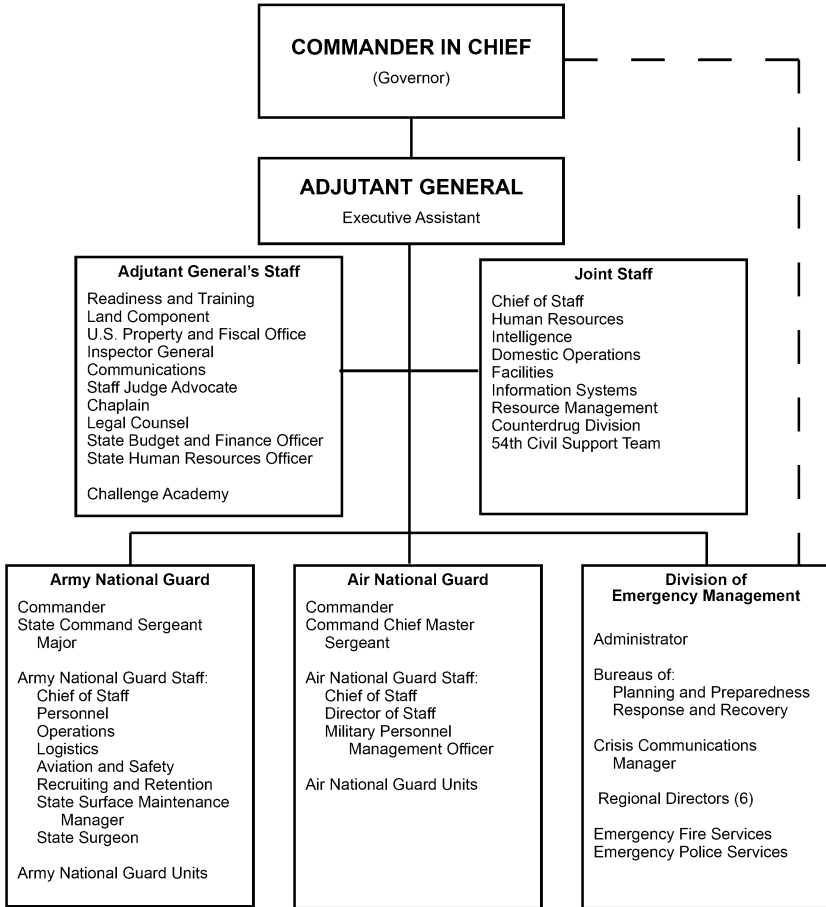 COMMANDER IN CHIEF
(Governor)
ADJUTANT GENERAL
Executive Assistant
Adjutant General's Staff
Readiness and Training
Land Component
U.S. Property and Fiscal Office
Inspector General
Communications
Staff Judge Advocate
Chaplain
Legal Counsel
State Budget and Finance Officer
State Human Resources Officer
Challenge Academy
Joint Staff
Chief of Staff
Human Resources
Intelligence
Domestic Operations
Facilities
Information Systems
Resource Management
Counterdrug Division
54th Civil Support Team
Army National Guard
Commander
State Command Sergeant
Major
Army National Guard Staff:
Chief of Staff
Personnel
Operations
Logistics
Aviation and Safety
Recruiting and Retention
State Surface Maintenance
Manager
State Surgeon
Army National Guard Units
Air National Guard
Commander
Command Chief Master
Sergeant
Air National Guard Staff:
Chief of Staff
Director of Staff
Military Personnel
Management Officer
Air National Guard Units
Division of
Emergency Management
Administrator
Bureaus of:
Planning and Preparedness
Response and Recovery
Crisis Communications
Manager
Regional Directors (6)
Emergency Fire Services
Emergency Police Services